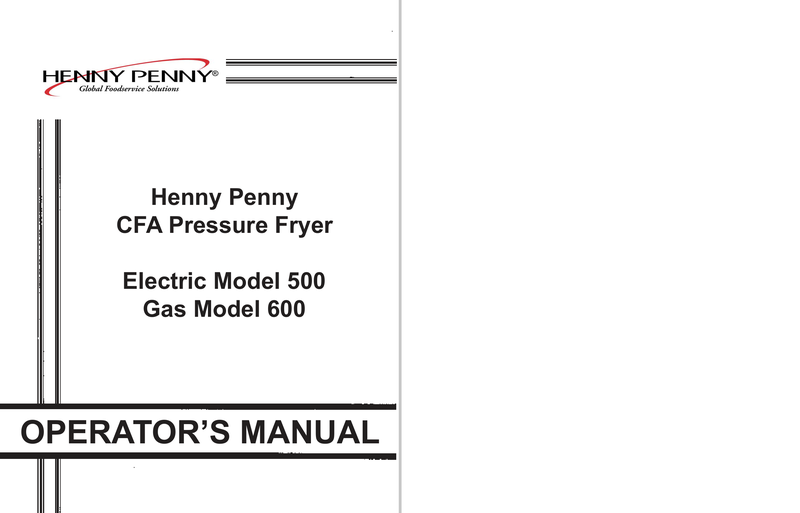 HENNY PENNY®
Global Foodservice Solutions
Henny Penny
CFA Pressure Fryer
Electric Model 500
Gas Model 600
OPERATOR’S MANUAL